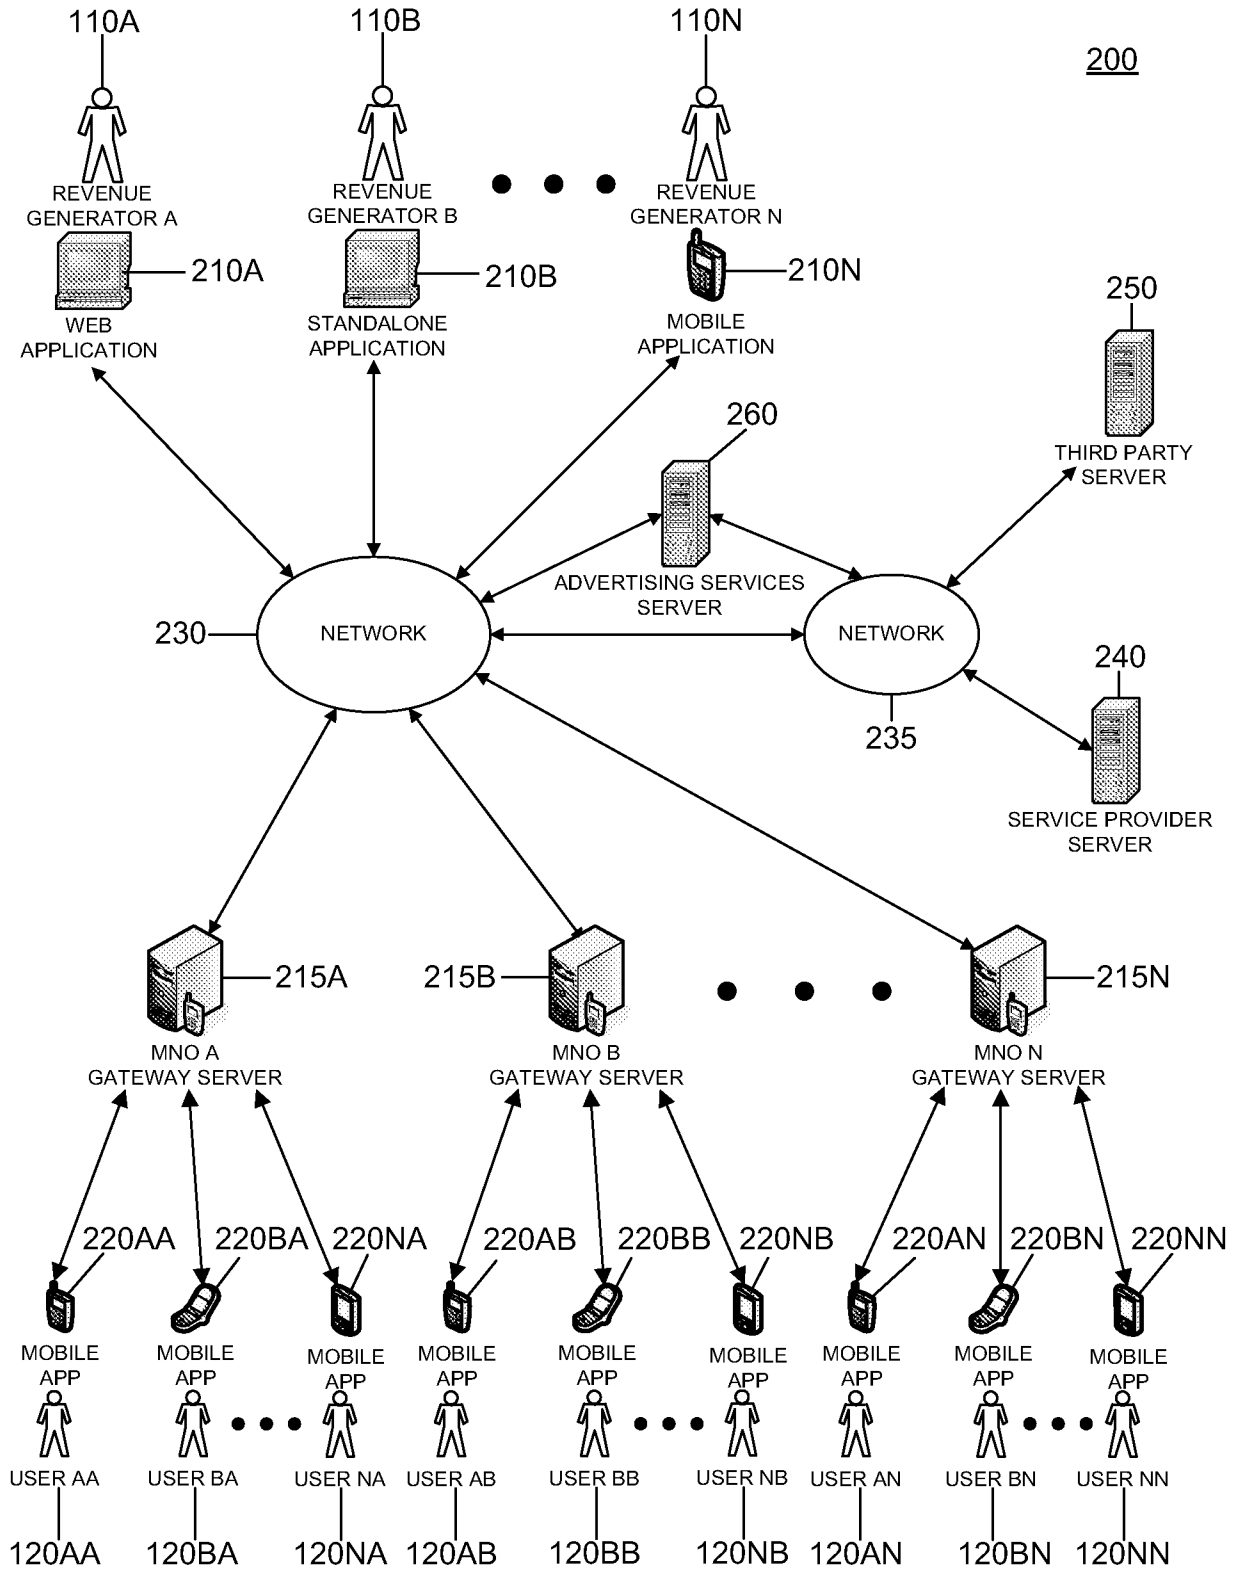 110A
110B
110N
200
REVENUE
GENERATOR A
REVENUE
GENERATOR B
REVENUE
GENERATOR N
210A
210B
210N
WEB
APPLICATION
STANDALONE
APPLICATION
MOBILE
APPLICATION
250
THIRD PARTY
SERVER
260
ADVERTISING SERVICES
SERVER
230
NETWORK
NETWORK
235
240
SERVICE PROVIDER
SERVER
215A
215B
215N
MNO A
GATEWAY SERVER
MNO B
GATEWAY SERVER
MNO N
GATEWAY SERVER
220AA
220BA
220NA
220AB
220BB
220NB
220AN
220BN
220NN
MOBILE
APP
MOBILE
APP
MOBILE
APP
MOBILE
APP
MOBILE
APP
MOBILE
APP
MOBILE
APP
MOBILE
APP
MOBILE
APP
USER AA
USER BA
USER NA
USER AB
USER BB
USER NB
USER AN
USER BN
USER NN
120AA
120BA
120NA
120AB
120BB
120NB
120AN
120BN
120NN